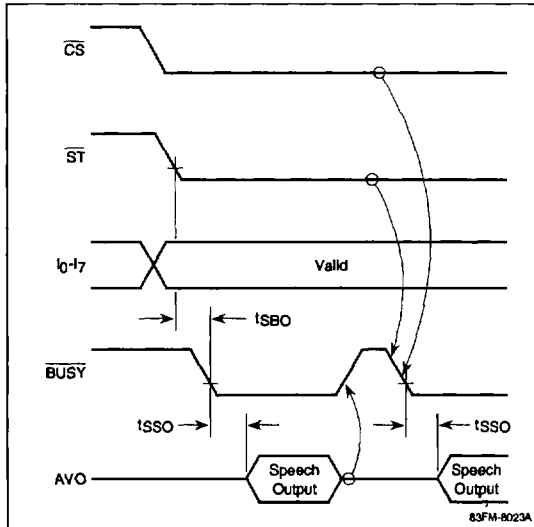 CS
ST
I0-I7
Valid
tSBO
BUSY
tSSO
tSSO
AVO
Speech
Output
Speech
Output
83FM-8023A